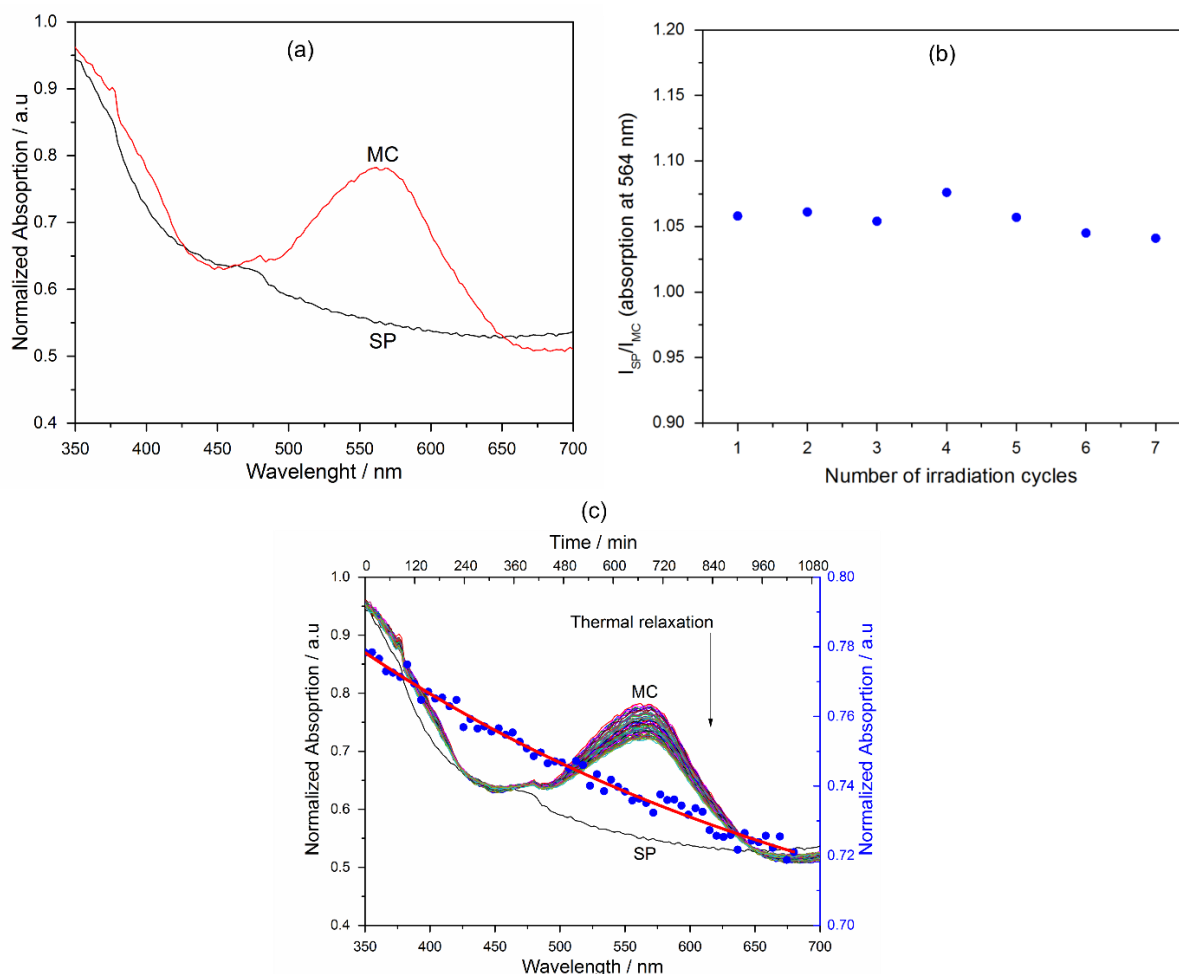 (a)
1.0
0.9
0.8
0.7
0.6
0.5
0.4
Normalized Absoprtion / a.u
MC
SP
350 400 450 500 550 600 650 700
Wavelenght / nm
(b)
1.20
1.15
1.10
1.05
1.00
0.95
0.90
I_SP/I_MC (absorption at 564 nm)
1 2 3 4 5 6 7
Number of irradiation cycles
(c)
Time / min
0 120 240 360 480 600 720 840 960 1080
1.0
0.9
0.8
0.7
0.6
0.5
0.4
Normalized Absoprtion / a.u
Thermal relaxation
MC
SP
0.80
0.78
0.76
0.74
0.72
0.70
Normalized Absoprtion / a.u
350 400 450 500 550 600 650 700
Wavelength / nm